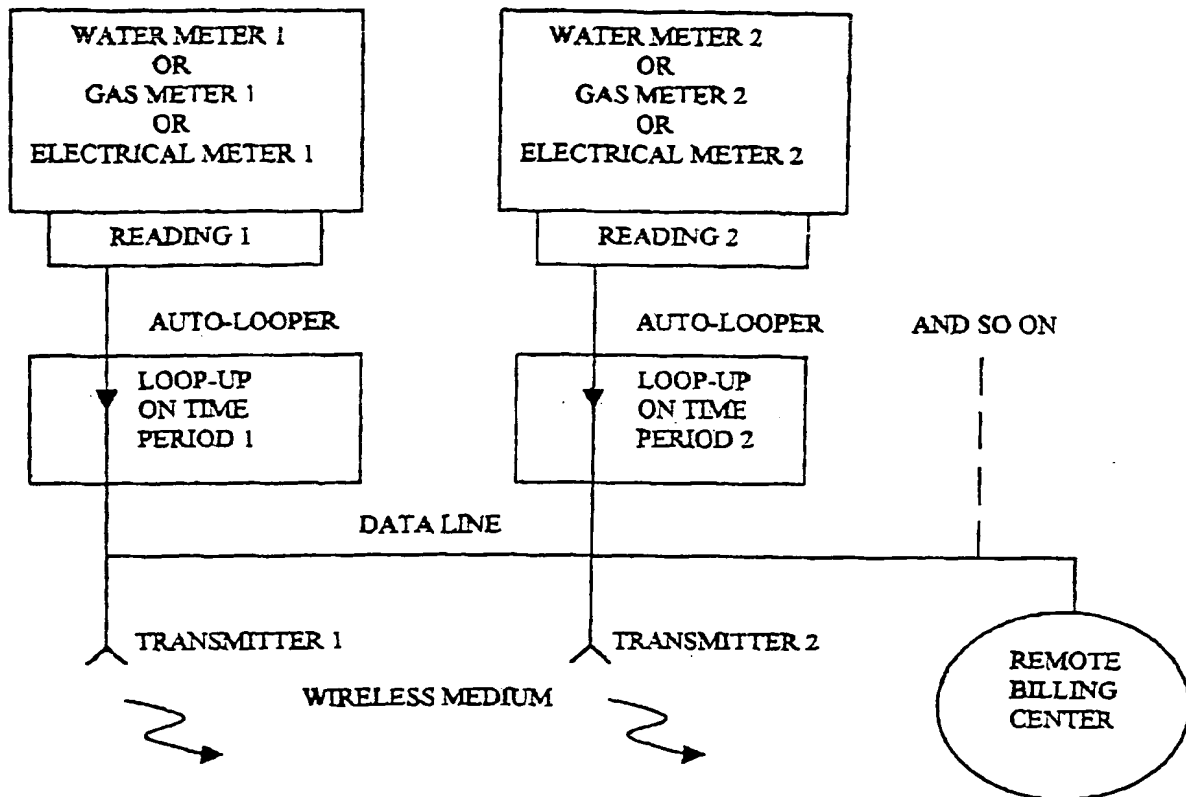 WATER METER 1
OR
GAS METER 1
OR
ELECTRICAL METER 1
READING 1
WATER METER 2
OR
GAS METER 2
OR
ELECTRICAL METER 2
READING 2
AUTO-LOOPER
AUTO-LOOPER
AND SO ON
LOOP-UP
ON TIME
PERIOD 1
LOOP-UP
ON TIME
PERIOD 2
DATA LINE
TRANSMITTER 1
TRANSMITTER 2
WIRELESS MEDIUM
REMOTE
BILLING
CENTER